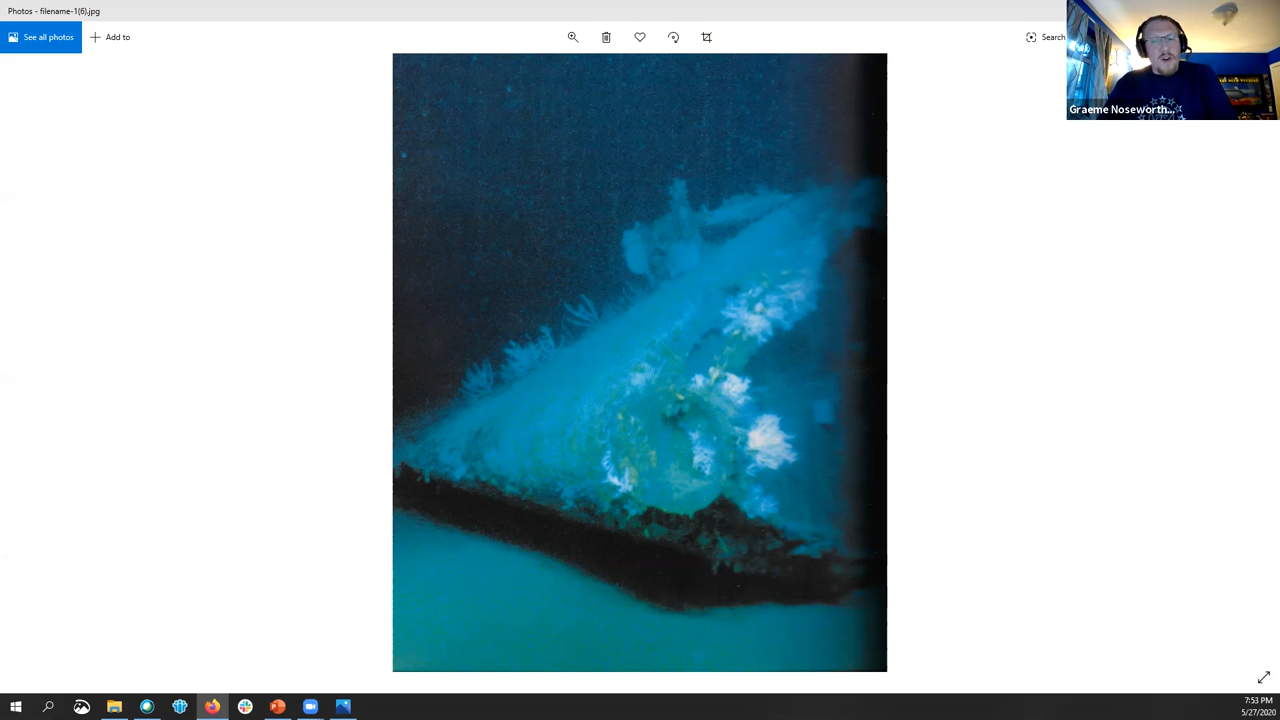 Photos - filename-1(6).jpg
See all photos
Add to
Search
Graeme Noseworth...
7:53 PM
5/27/2020